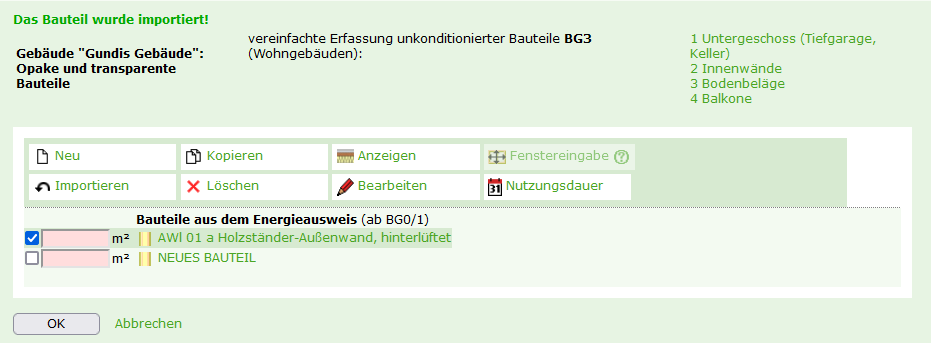 Das Bauteil wurde importiert!
Gebäude "Gundis Gebäude":
Opake und transparente
Bauteile
vereinfachte Erfassung unkonditionierter Bauteile BG3
(Wohngebäuden):
1 Untergeschoss (Tiefgarage,
Keller)
2 Innenwände
3 Bodenbeläge
4 Balkone
Neu
Kopieren
Anzeigen
Fenstereingabe ?
Importieren
Löschen
Bearbeiten
31 Nutzungsdauer
Bauteile aus dem Energieausweis (ab BG0/1)
m² AWl 01 a Holzständer-Außenwand, hinterlüftet
m² NEUES BAUTEIL
OK
Abbrechen